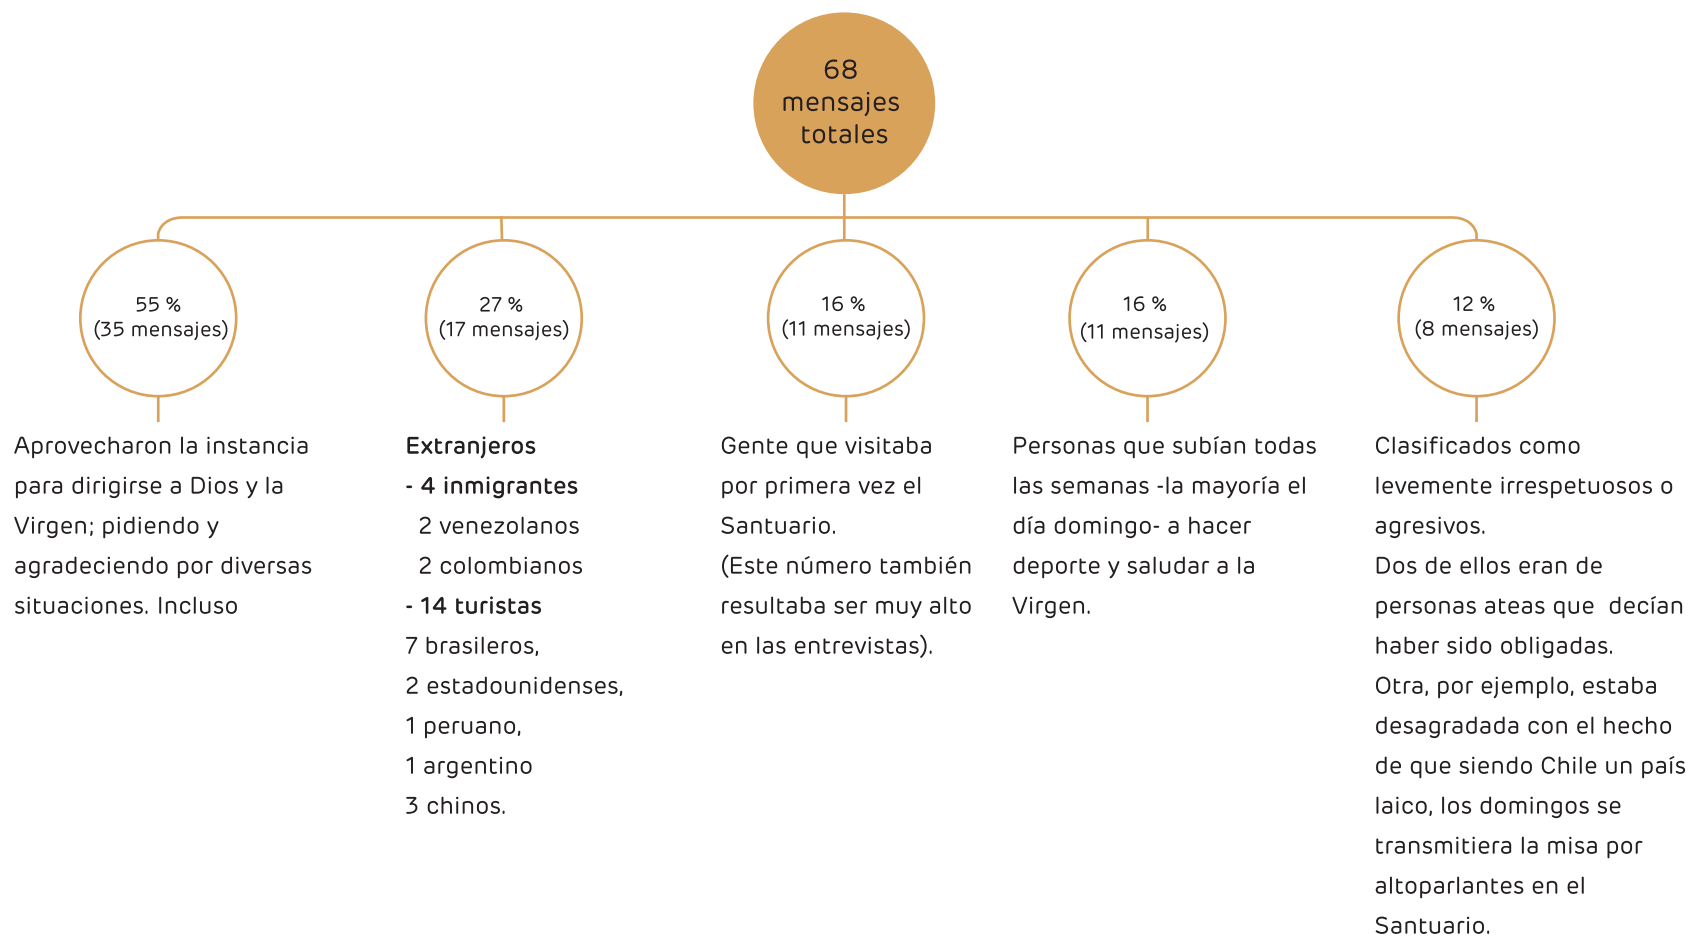 68
mensajes
totales
55 %
(35 mensajes)
Aprovecharon la instancia
para dirigirse a Dios y la
Virgen; pidiendo y
agradeciendo por diversas
situaciones. Incluso
27 %
(17 mensajes)
Extranjeros
- 4 inmigrantes
2 venezolanos
2 colombianos
- 14 turistas
7 brasileros,
2 estadounidenses,
1 peruano,
1 argentino
3 chinos.
16 %
(11 mensajes)
Gente que visitaba
por primera vez el
Santuario.
(Este número también
resultaba ser muy alto
en las entrevistas).
16 %
(11 mensajes)
Personas que subían todas
las semanas -la mayoría el
día domingo- a hacer
deporte y saludar a la
Virgen.
12 %
(8 mensajes)
Clasificados como
levemente irrespetuosos o
agresivos.
Dos de ellos eran de
personas ateas que decían
haber sido obligadas.
Otra, por ejemplo, estaba
desagradada con el hecho
de que siendo Chile un país
laico, los domingos se
transmitiera la misa por
altoparlantes en el
Santuario.